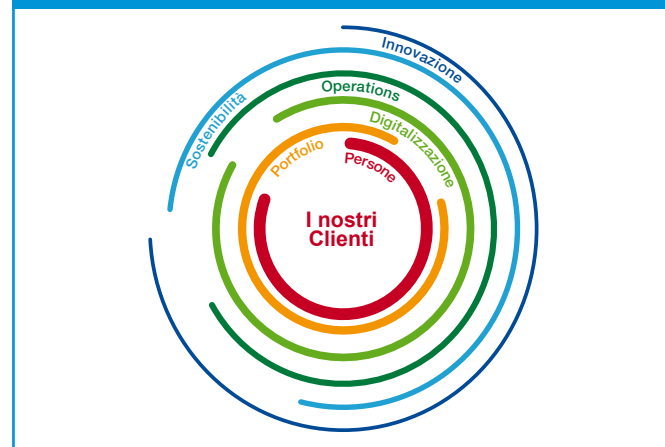 Innovazione
Sostenibilità
Operations
Digitalizzazione
Portfolio
Persone
I nostri
Clienti